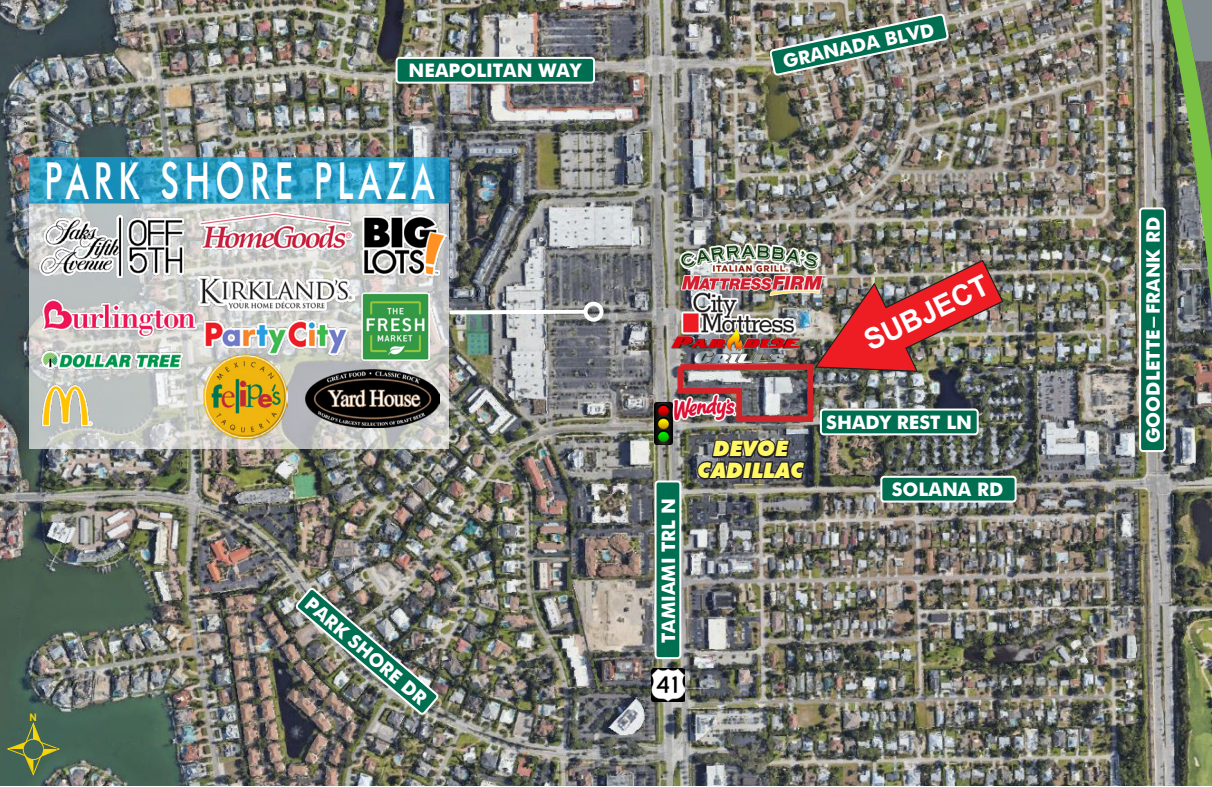 GRANADA BLVD
NEAPOLITAN WAY
PARK SHORE PLAZA
Saks Fifth Avenue
OFF 5TH
HomeGoods
BIG LOTS!
KIRKLAND'S
YOUR HOME DÉCOR STORE
Burlington
Party City
THE FRESH MARKET
DOLLAR TREE
M
MEXICAN
felipe's
TAQUERIA
GREAT FOOD • CLASSIC ROCK
Yard House
WORLD'S LARGEST SELECTION OF DRAFT BEER
CARRABBA'S
ITALIAN GRILL
MATTRESSFIRM
City Mattress
PARADISE
GRILLS
SUBJECT
Wendy's
SHADY REST LN
DEVOE
CADILLAC
SOLANA RD
GOODLETTE-FRANK RD
TAMIAMI TRL N
41
PARK SHORE DR
N